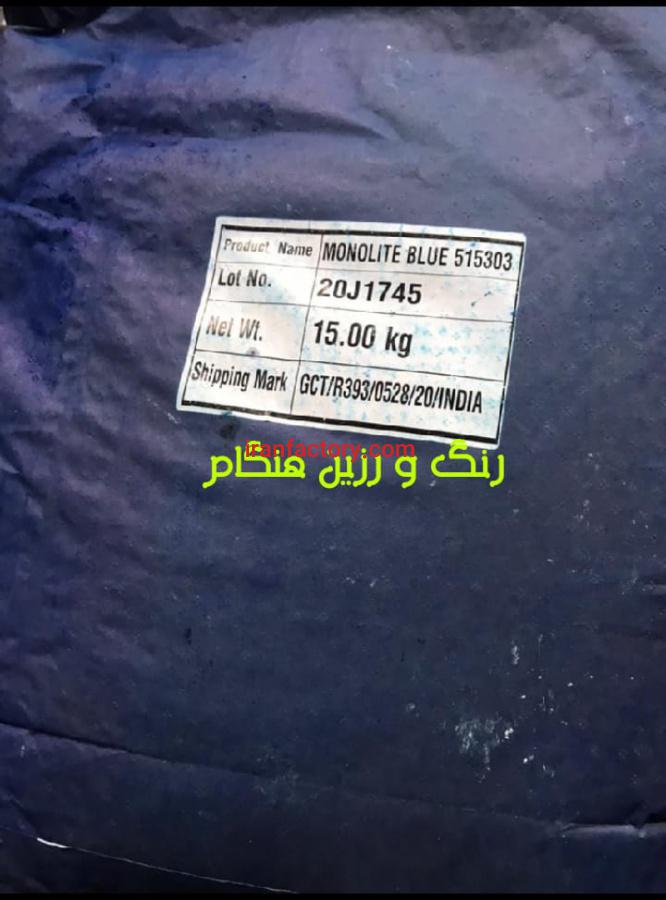 Product Name MONOLITE BLUE 515303
Lot No. 20J1745
Net Wt. 15.00 kg
Shipping Mark GCT/R393/0528/20/INDIA
iranfactory.com
رنگ و رزین هنگام